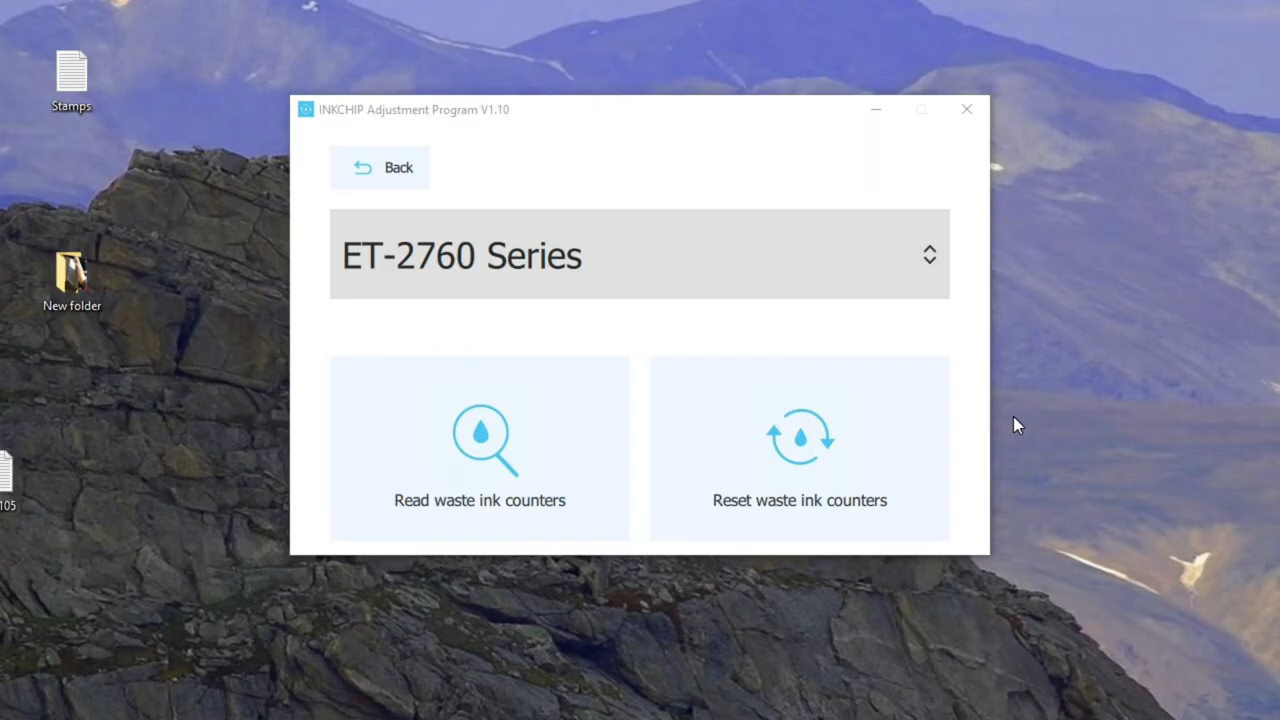 Stamps
INKCHIP Adjustment Program V1.10
Back
ET-2760 Series
New folder
Read waste ink counters
Reset waste ink counters
105